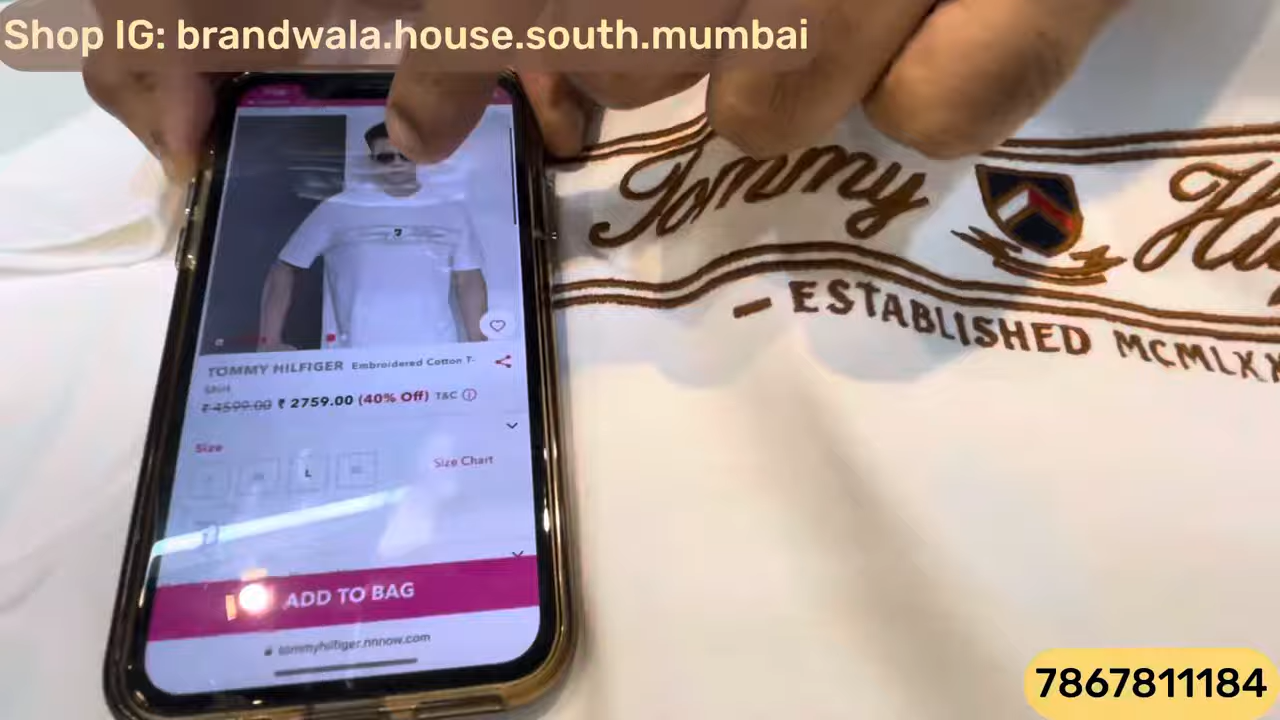 Shop IG: brandwala.house.south.mumbai
Tommy
ESTABLISHED MCMLXX
TOMMY HILFIGER Embroidered Cotton T-
Shirt
₹ 4599.00 ₹ 2759.00 (40% Off) T&C
Size
L
Size Chart
ADD TO BAG
tommyhilfiger.nnnow.com
7867811184